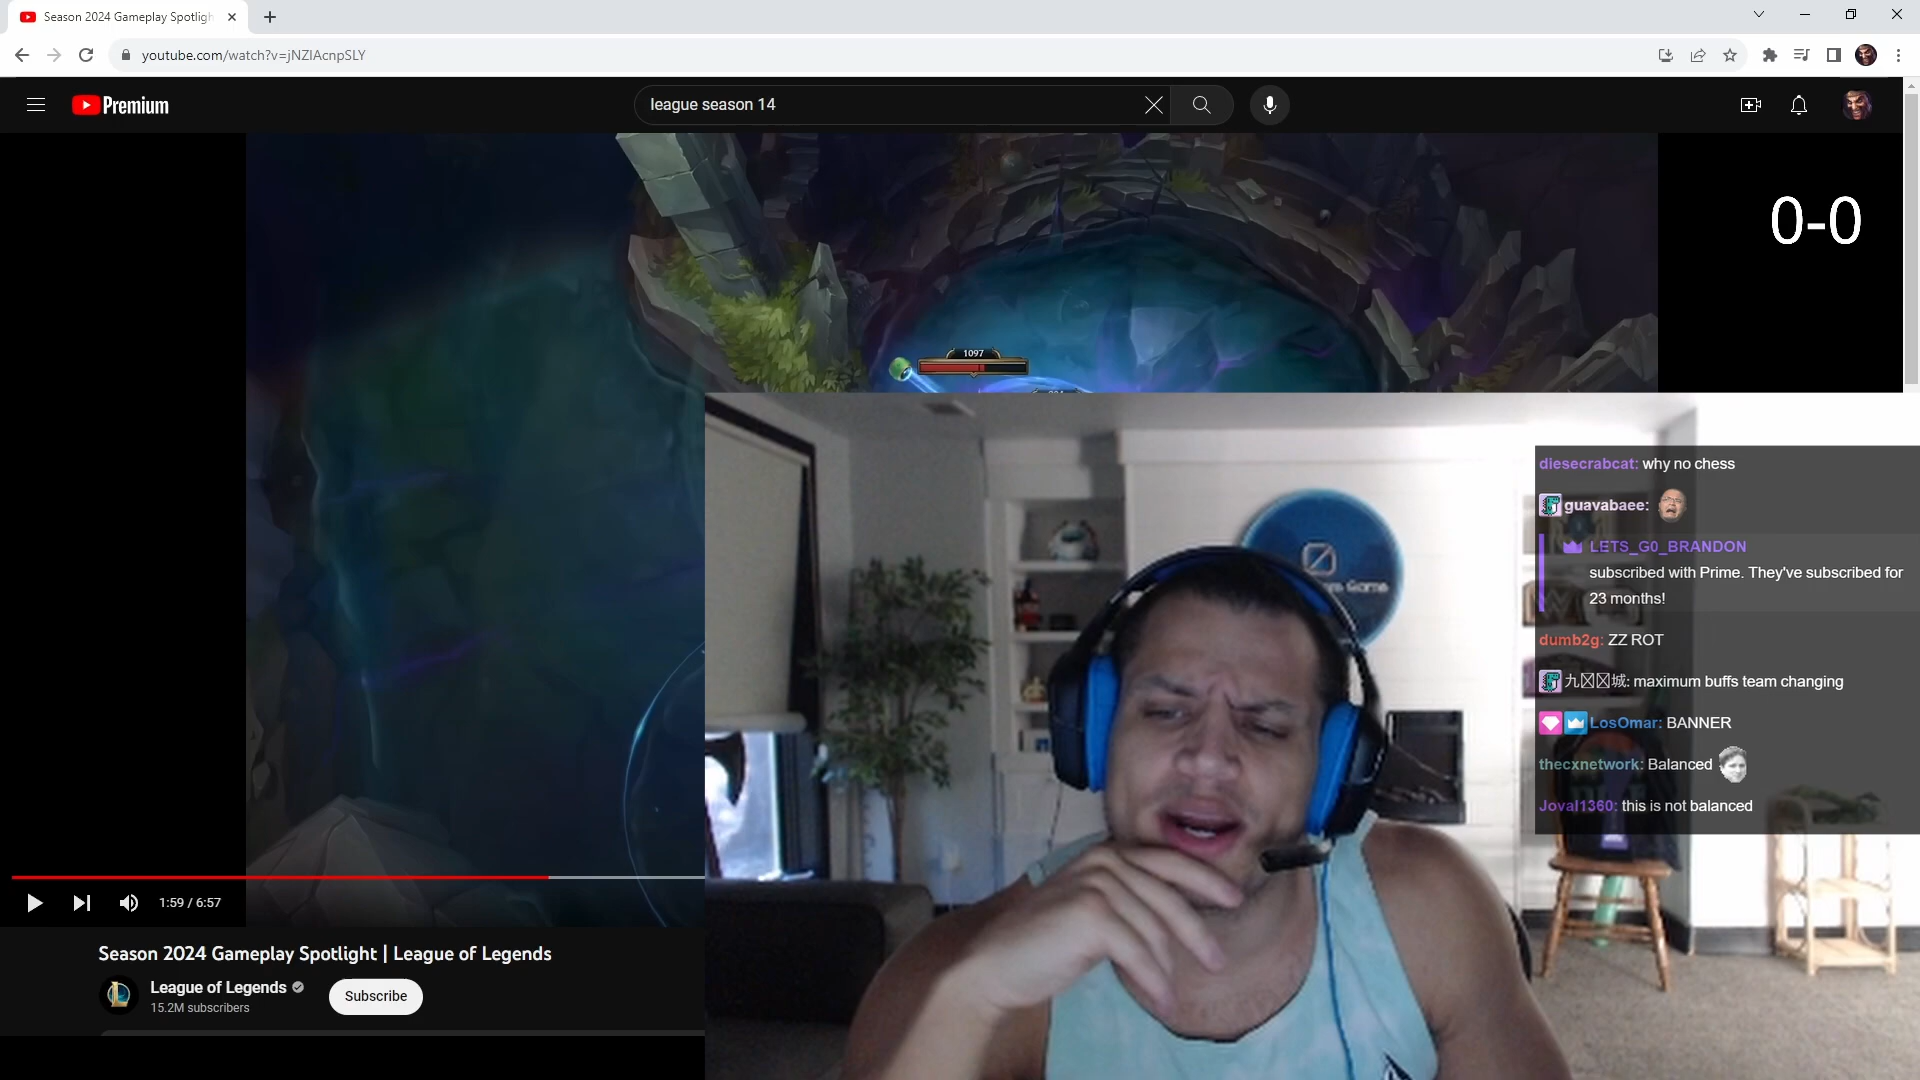 Season 2024 Gameplay Spotligh
youtube.com/watch?v=jNZIAcnpSLY
Premium
league season 14
0-0
1097
diesecrabcat: why no chess
guavabaee:
LETS_G0_BRANDON
subscribed with Prime. They've subscribed for
23 months!
dumb2g: ZZ ROT
九城: maximum buffs team changing
LosOmar: BANNER
thecxnetwork: Balanced
Joval1360: this is not balanced
1:59 / 6:57
Season 2024 Gameplay Spotlight | League of Legends
League of Legends
15.2M subscribers
Subscribe